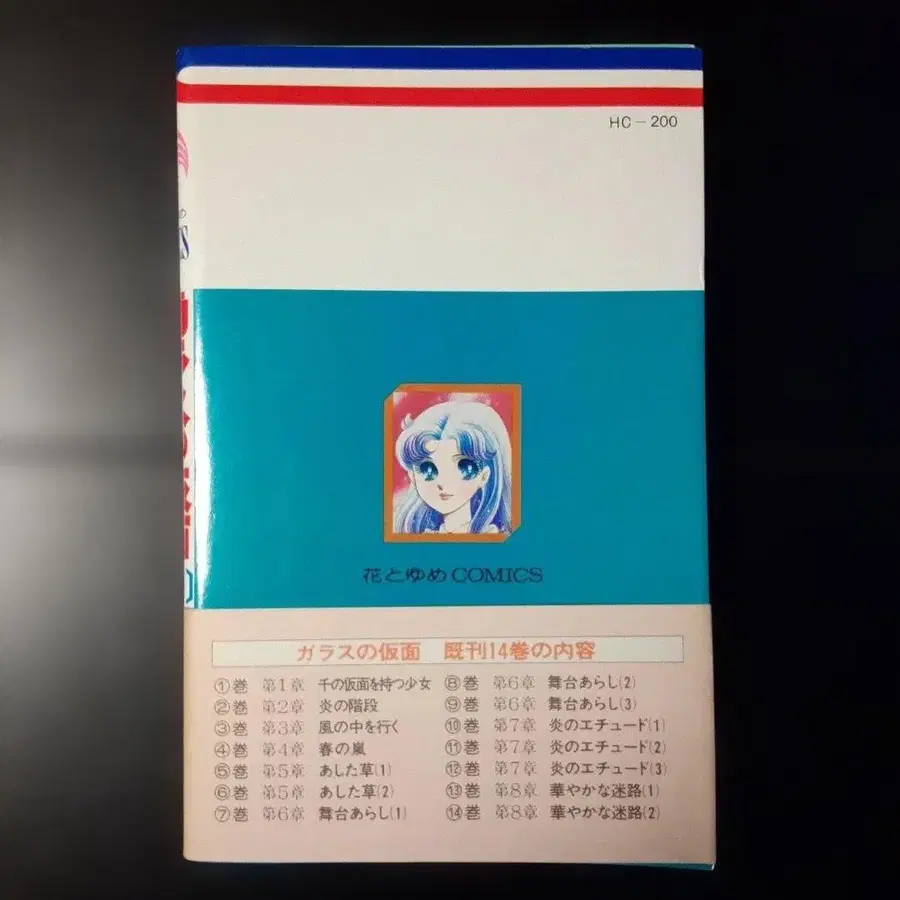 HC－200
花とゆめCOMICS
ガラスの仮面　既刊14巻の内容
①巻 第1章 千の仮面を持つ少女
②巻 第2章 炎の階段
③巻 第3章 風の中を行く
④巻 第4章 春の嵐
⑤巻 第5章 あした草(1)
⑥巻 第5章 あした草(2)
⑦巻 第6章 舞台あらし(1)
⑧巻 第6章 舞台あらし(2)
⑨巻 第6章 舞台あらし(3)
⑩巻 第7章 炎のエチュード(1)
⑪巻 第7章 炎のエチュード(2)
⑫巻 第7章 炎のエチュード(3)
⑬巻 第8章 華やかな迷路(1)
⑭巻 第8章 華やかな迷路(2)